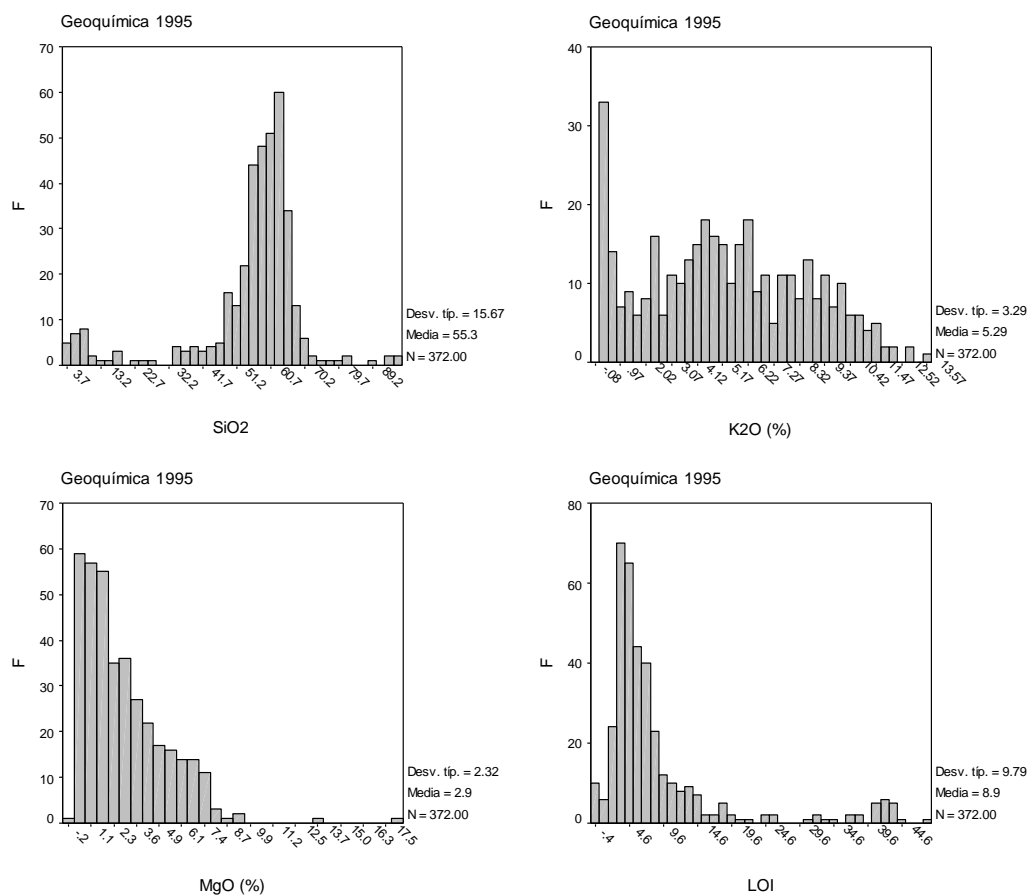 Geoquímica 1995
70
60
50
40
30
20
10
0
F
3.7 13.2 22.7 32.2 41.7 51.2 60.7 70.2 79.7 89.2
SiO2
Desv. típ. = 15.67
Media = 55.3
N = 372.00
Geoquímica 1995
40
30
20
10
0
F
-.08 .97 2.02 3.07 4.12 5.17 6.22 7.27 8.32 9.37 10.42 11.47 12.52 13.57
K2O (%)
Desv. típ. = 3.29
Media = 5.29
N = 372.00
Geoquímica 1995
70
60
50
40
30
20
10
0
F
-.2 1.1 2.3 3.6 4.9 6.1 7.4 8.7 9.9 11.2 12.5 13.7 15.0 16.3 17.5
MgO (%)
Desv. típ. = 2.32
Media = 2.9
N = 372.00
Geoquímica 1995
80
60
40
20
0
F
-.4 4.6 9.6 14.6 19.6 24.6 29.6 34.6 39.6 44.6
LOI
Desv. típ. = 9.79
Media = 8.9
N = 372.00